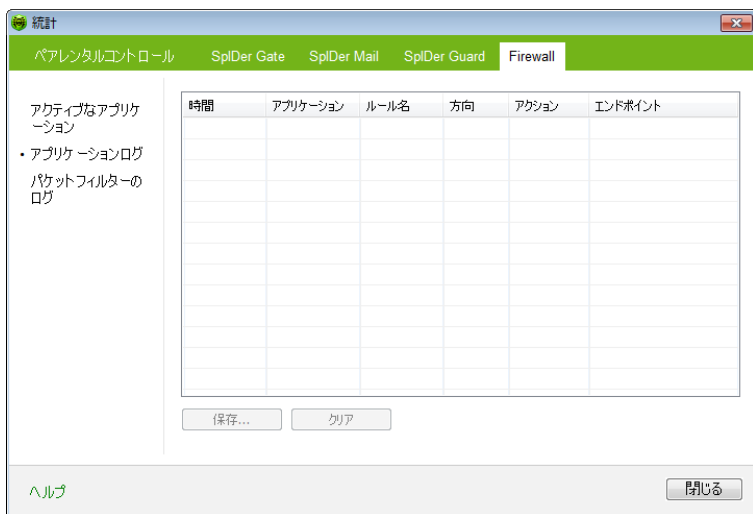 統計
ペアレンタルコントロール SpIDer Gate SpIDer Mail SpIDer Guard Firewall
アクティブなアプリケ
ーション
・アプリケーションログ
パケットフィルターの
ログ
時間 アプリケーション ルール名 方向 アクション エンドポイント
保存... クリア
ヘルプ 閉じる